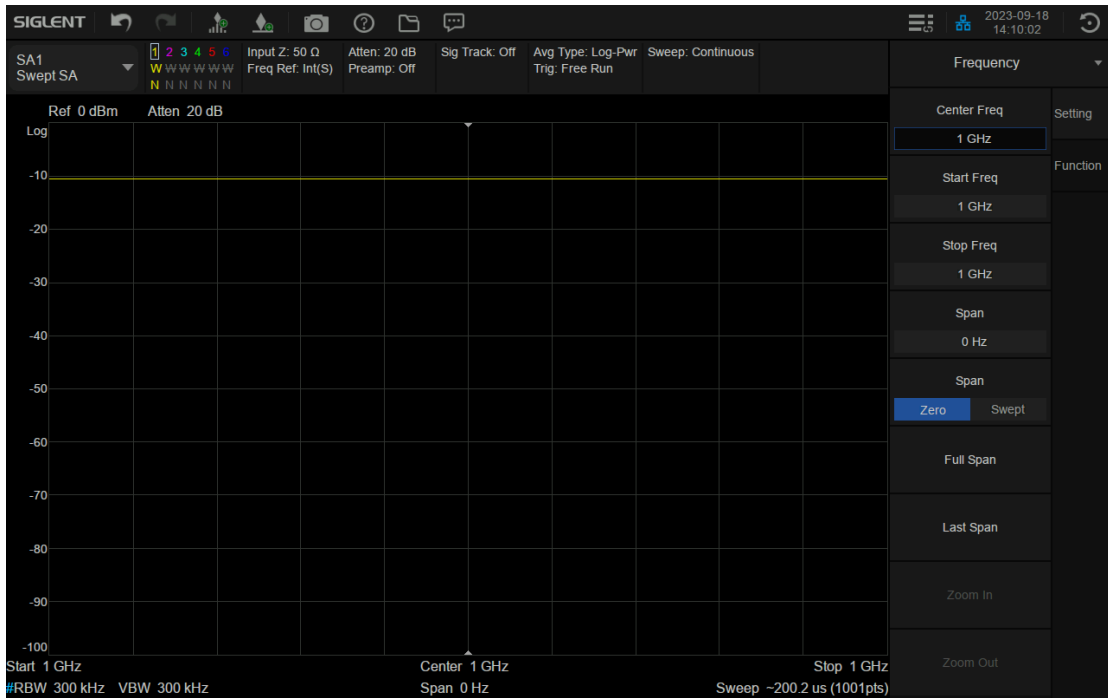 SIGLENT 2023-09-18
14:10:02
SA1
Swept SA
1 2 3 4 5 6
W W W W W W
N N N N N N
Input Z: 50 Ω
Freq Ref: Int(S)
Atten: 20 dB
Preamp: Off
Sig Track: Off
Avg Type: Log-Pwr
Trig: Free Run
Sweep: Continuous
Frequency
Ref 0 dBm Atten 20 dB
Log
-10
-20
-30
-40
-50
-60
-70
-80
-90
-100
Start 1 GHz Center 1 GHz Stop 1 GHz
#RBW 300 kHz VBW 300 kHz Span 0 Hz Sweep ~200.2 us (1001pts)
Center Freq
1 GHz
Start Freq
1 GHz
Stop Freq
1 GHz
Span
0 Hz
Span
Zero Swept
Full Span
Last Span
Zoom In
Zoom Out
Setting
Function